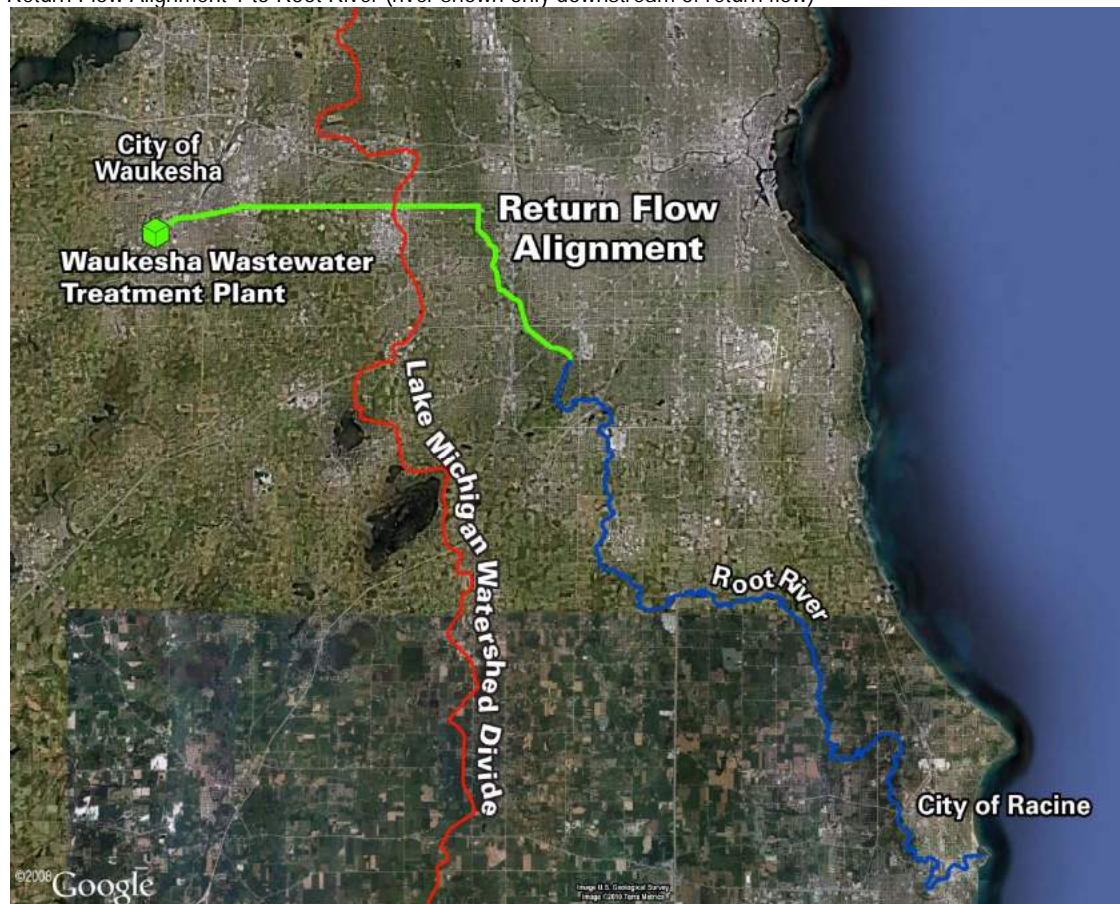 Return Flow Alignment 1 to Root River (river shown only downstream of return flow)
City of
Waukesha
Return Flow
Alignment
Waukesha Wastewater
Treatment Plant
Lake Michigan Watershed Divide
Root River
City of Racine
©2008 Google
Image U.S. Geological Survey
Image ©2010 Terra Metrics